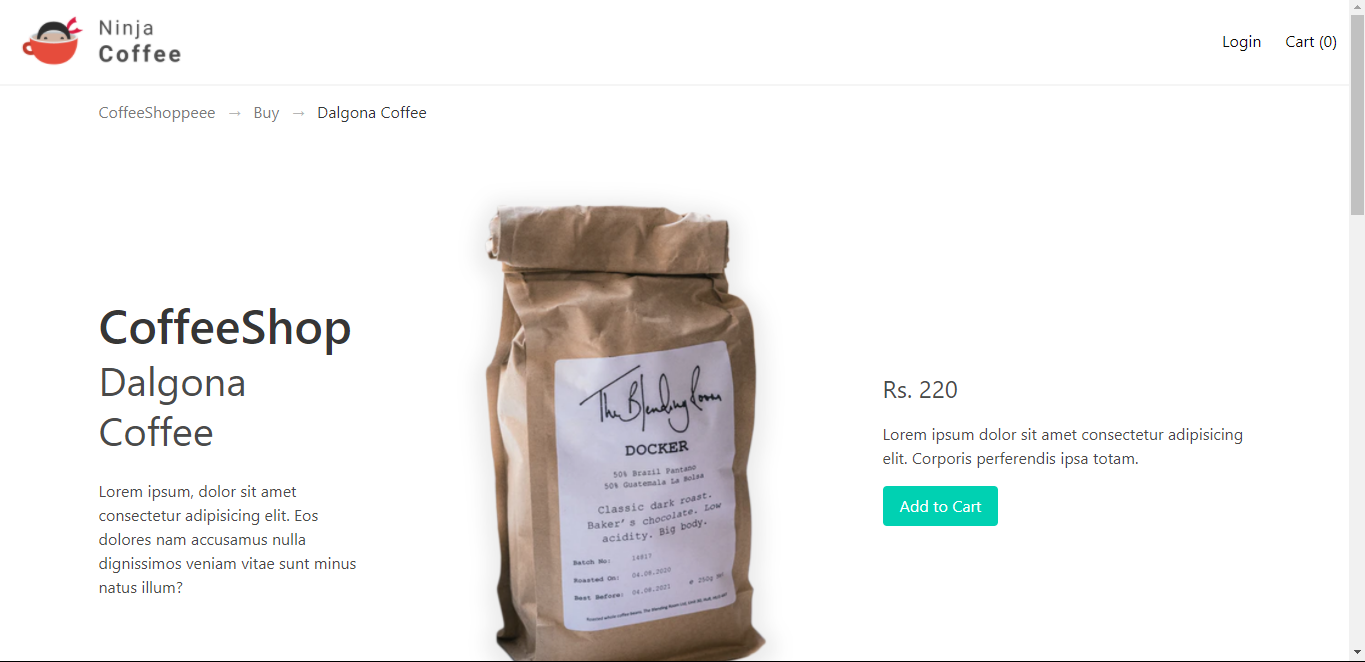 Ninja
Coffee
Login
Cart (0)
CoffeeShoppeee → Buy → Dalgona Coffee
CoffeeShop
Dalgona
Coffee
Lorem ipsum, dolor sit amet
consectetur adipisicing elit. Eos
dolores nam accusamus nulla
dignissimos veniam vitae sunt minus
natus illum?
The Blending Room
DOCKER
50% Brazil Pantano
50% Guatemala La Bolsa
Classic dark roast.
Baker's chocolate. Low
acidity. Big body.
Batch No: 14817
Roasted On: 04.08.2020
Best Before: 04.08.2021
e 250g Net
Rs. 220
Lorem ipsum dolor sit amet consectetur adipisicing
elit. Corporis perferendis ipsa totam.
Add to Cart